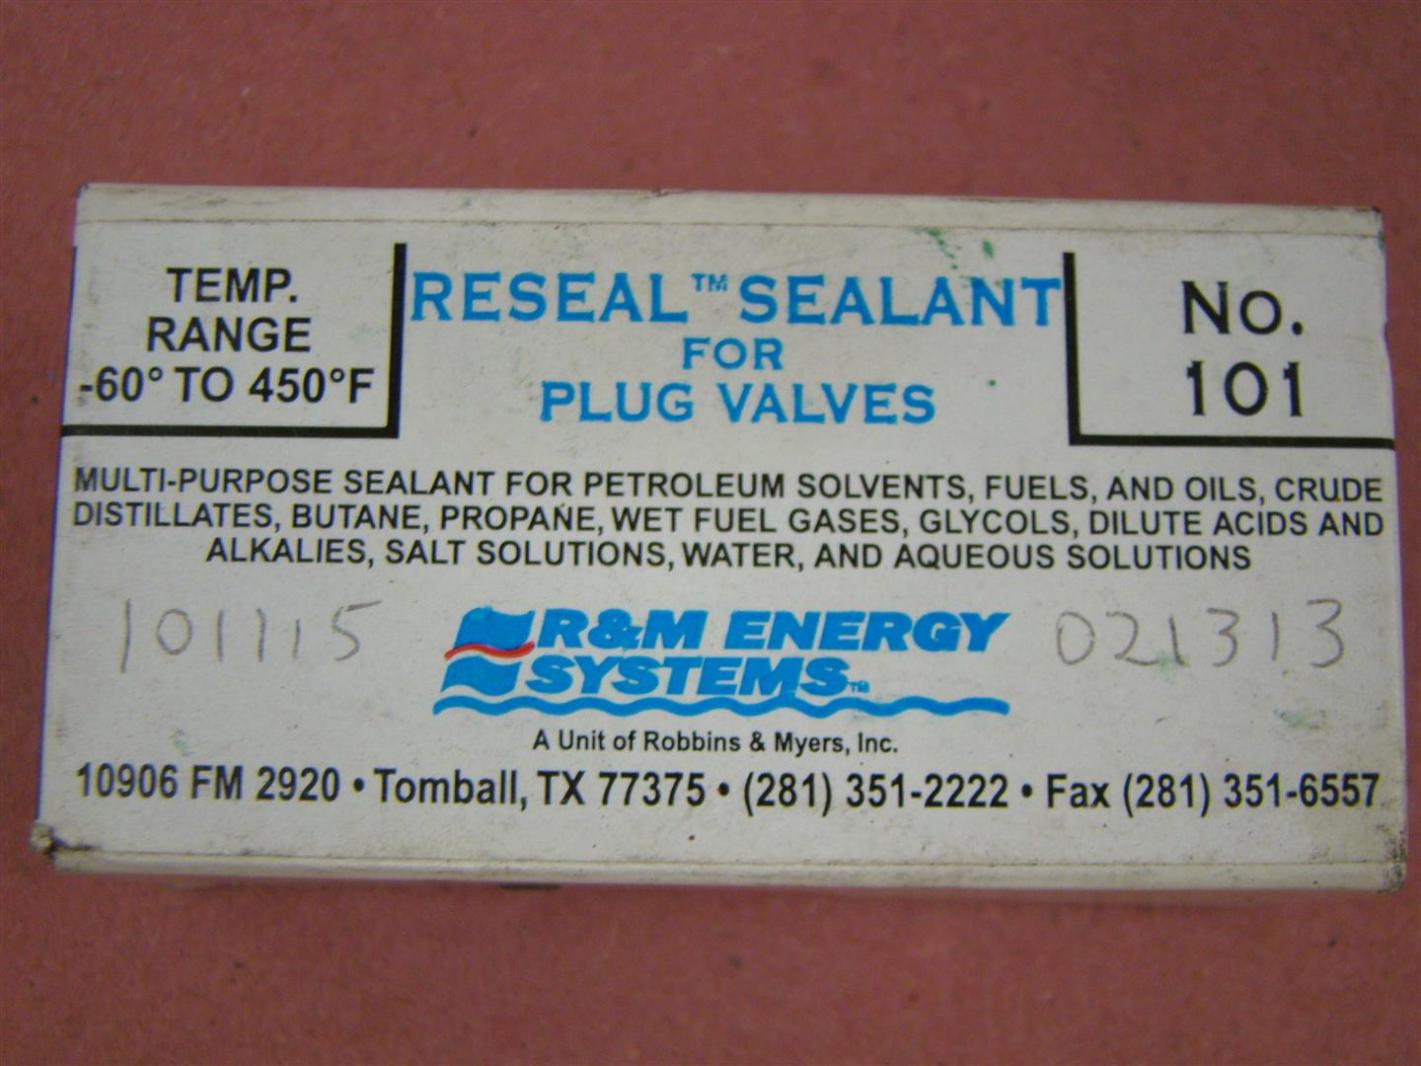 TEMP.
RANGE
-60° TO 450°F
RESEAL™ SEALANT
FOR
PLUG VALVES
No.
101
MULTI-PURPOSE SEALANT FOR PETROLEUM SOLVENTS, FUELS, AND OILS, CRUDE
DISTILLATES, BUTANE, PROPANE, WET FUEL GASES, GLYCOLS, DILUTE ACIDS AND
ALKALIES, SALT SOLUTIONS, WATER, AND AQUEOUS SOLUTIONS
101115
R&M ENERGY
SYSTEMS™
021313
A Unit of Robbins & Myers, Inc.
10906 FM 2920 • Tomball, TX 77375 • (281) 351-2222 • Fax (281) 351-6557